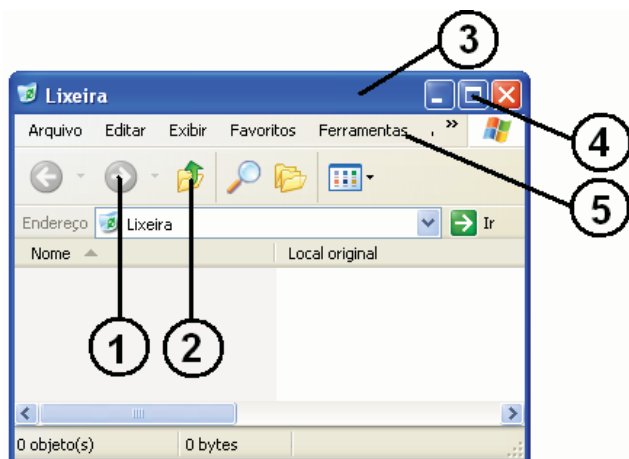 3
Lixeira
Arquivo Editar Exibir Favoritos Ferramentas »
4
5
Endereço Lixeira Ir
Nome Local original
1 2
0 objeto(s) 0 bytes